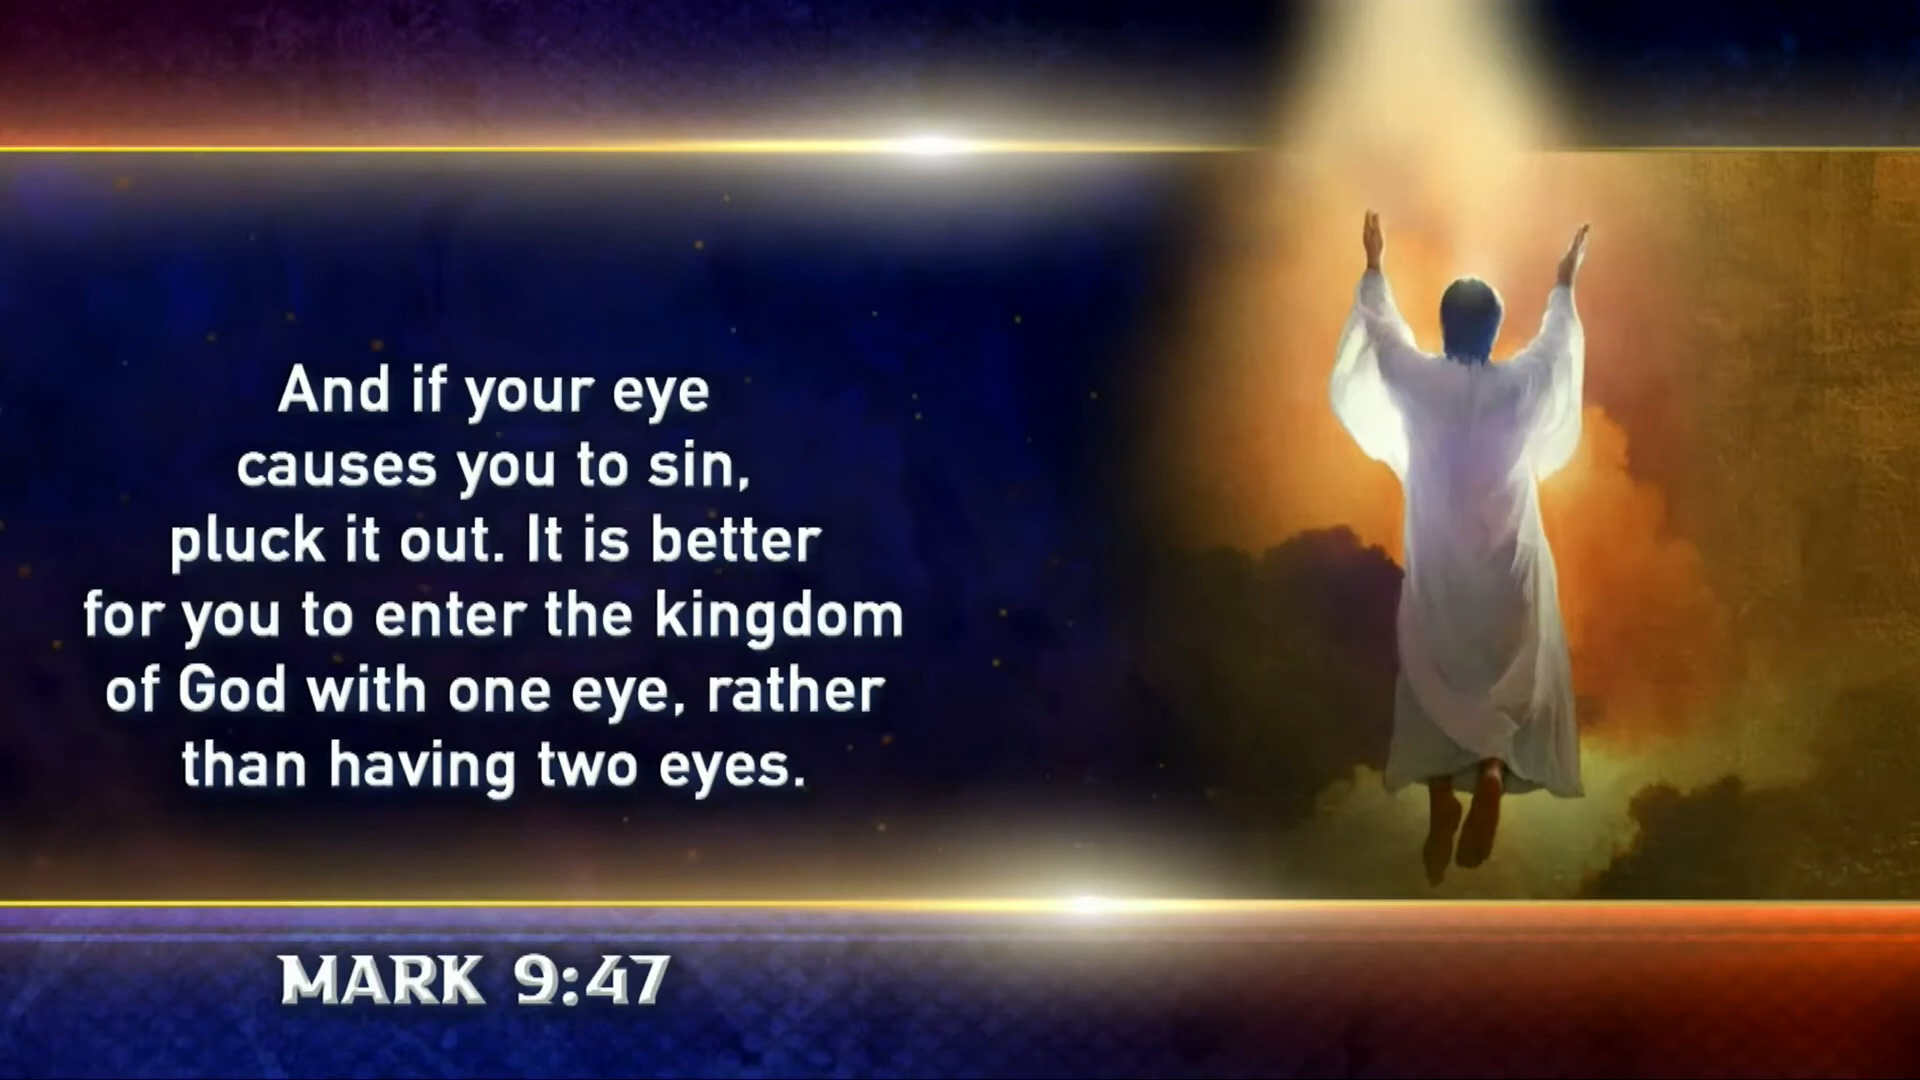 And if your eye
causes you to sin,
pluck it out. It is better
for you to enter the kingdom
of God with one eye, rather
than having two eyes.
MARK 9:47